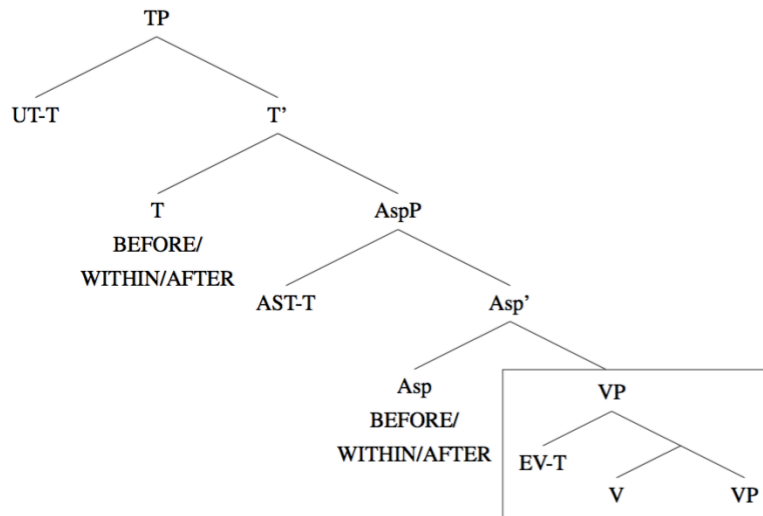 TP
UT-T T’
T AspP
BEFORE/
WITHIN/AFTER
AST-T Asp’
Asp VP
BEFORE/
WITHIN/AFTER
EV-T
V VP